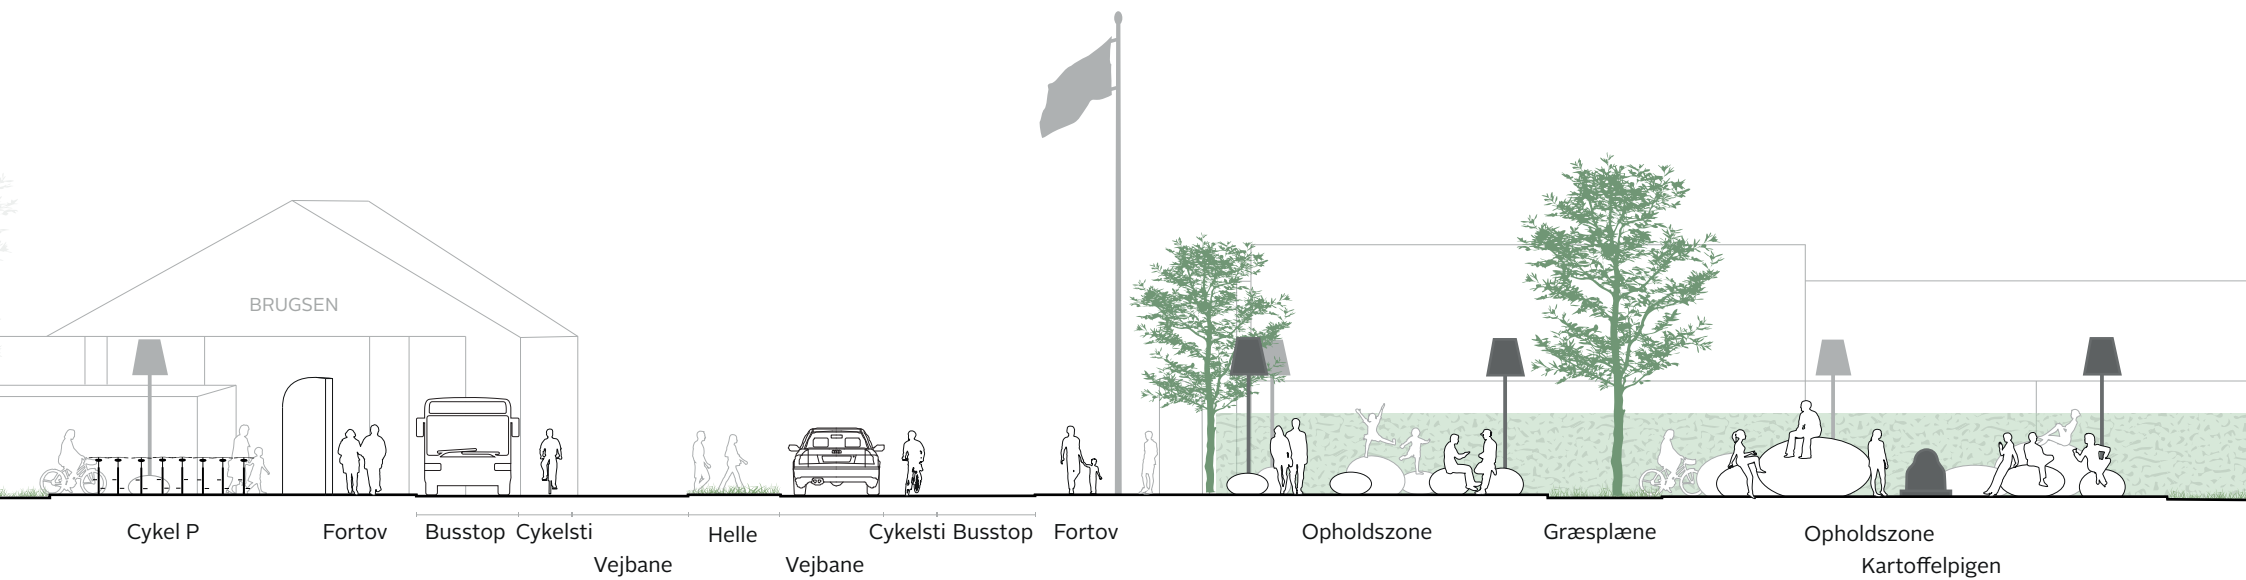 BRUGSEN
Cykel P
Fortov
Busstop
Cykelsti
Vejbane
Helle
Vejbane
Cykelsti
Busstop
Fortov
Opholdszone
Græsplæne
Opholdszone
Kartoffelpigen